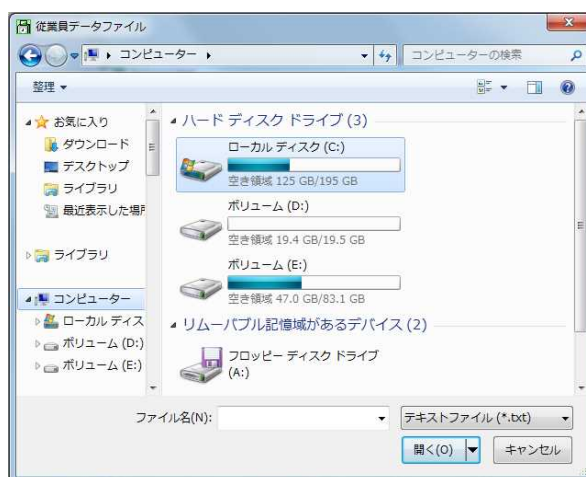 従業員データファイル
コンピューター
コンピューターの検索
整理
お気に入り
ダウンロード
デスクトップ
ライブラリ
最近表示した場所
ライブラリ
コンピューター
ローカル ディス
ボリューム (D:)
ボリューム (E:)
ハード ディスク ドライブ (3)
ローカル ディスク (C:)
空き領域 125 GB/195 GB
ボリューム (D:)
空き領域 19.4 GB/19.5 GB
ボリューム (E:)
空き領域 47.0 GB/83.1 GB
リムーバブル記憶域があるデバイス (2)
フロッピー ディスク ドライブ
(A:)
ファイル名(N):
テキストファイル (*.txt)
開く(O)
キャンセル